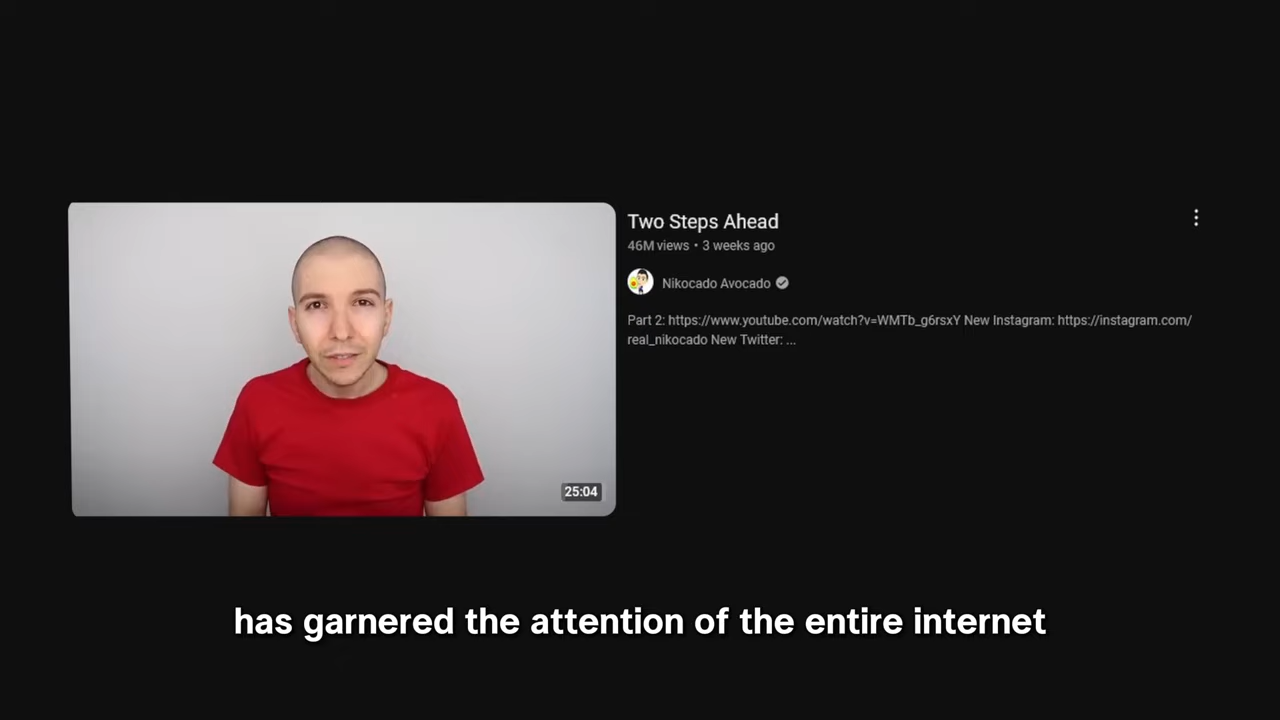 Two Steps Ahead
46M views • 3 weeks ago
Nikocado Avocado
Part 2: https://www.youtube.com/watch?v=WMTb_g6rsxY New Instagram: https://instagram.com/
real_nikocado New Twitter: ...
25:04
has garnered the attention of the entire internet